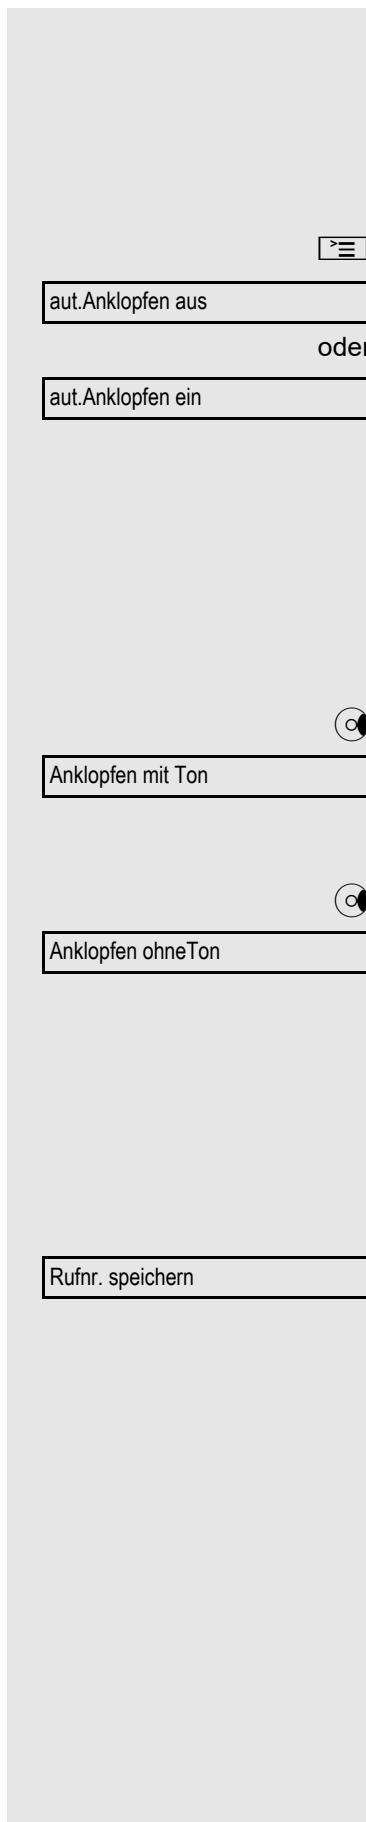 aut.Anklopfen aus
oder
aut.Anklopfen ein
Anklopfen mit Ton
Anklopfen ohneTon
Rufnr. speichern